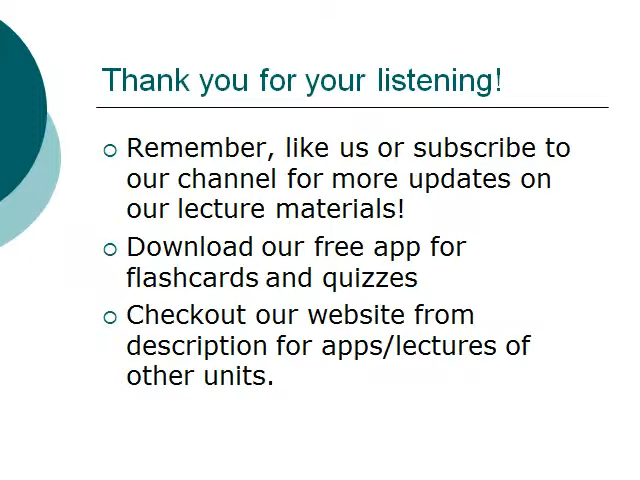 Thank you for your listening!
Remember, like us or subscribe to
our channel for more updates on
our lecture materials!
Download our free app for
flashcards and quizzes
Checkout our website from
description for apps/lectures of
other units.